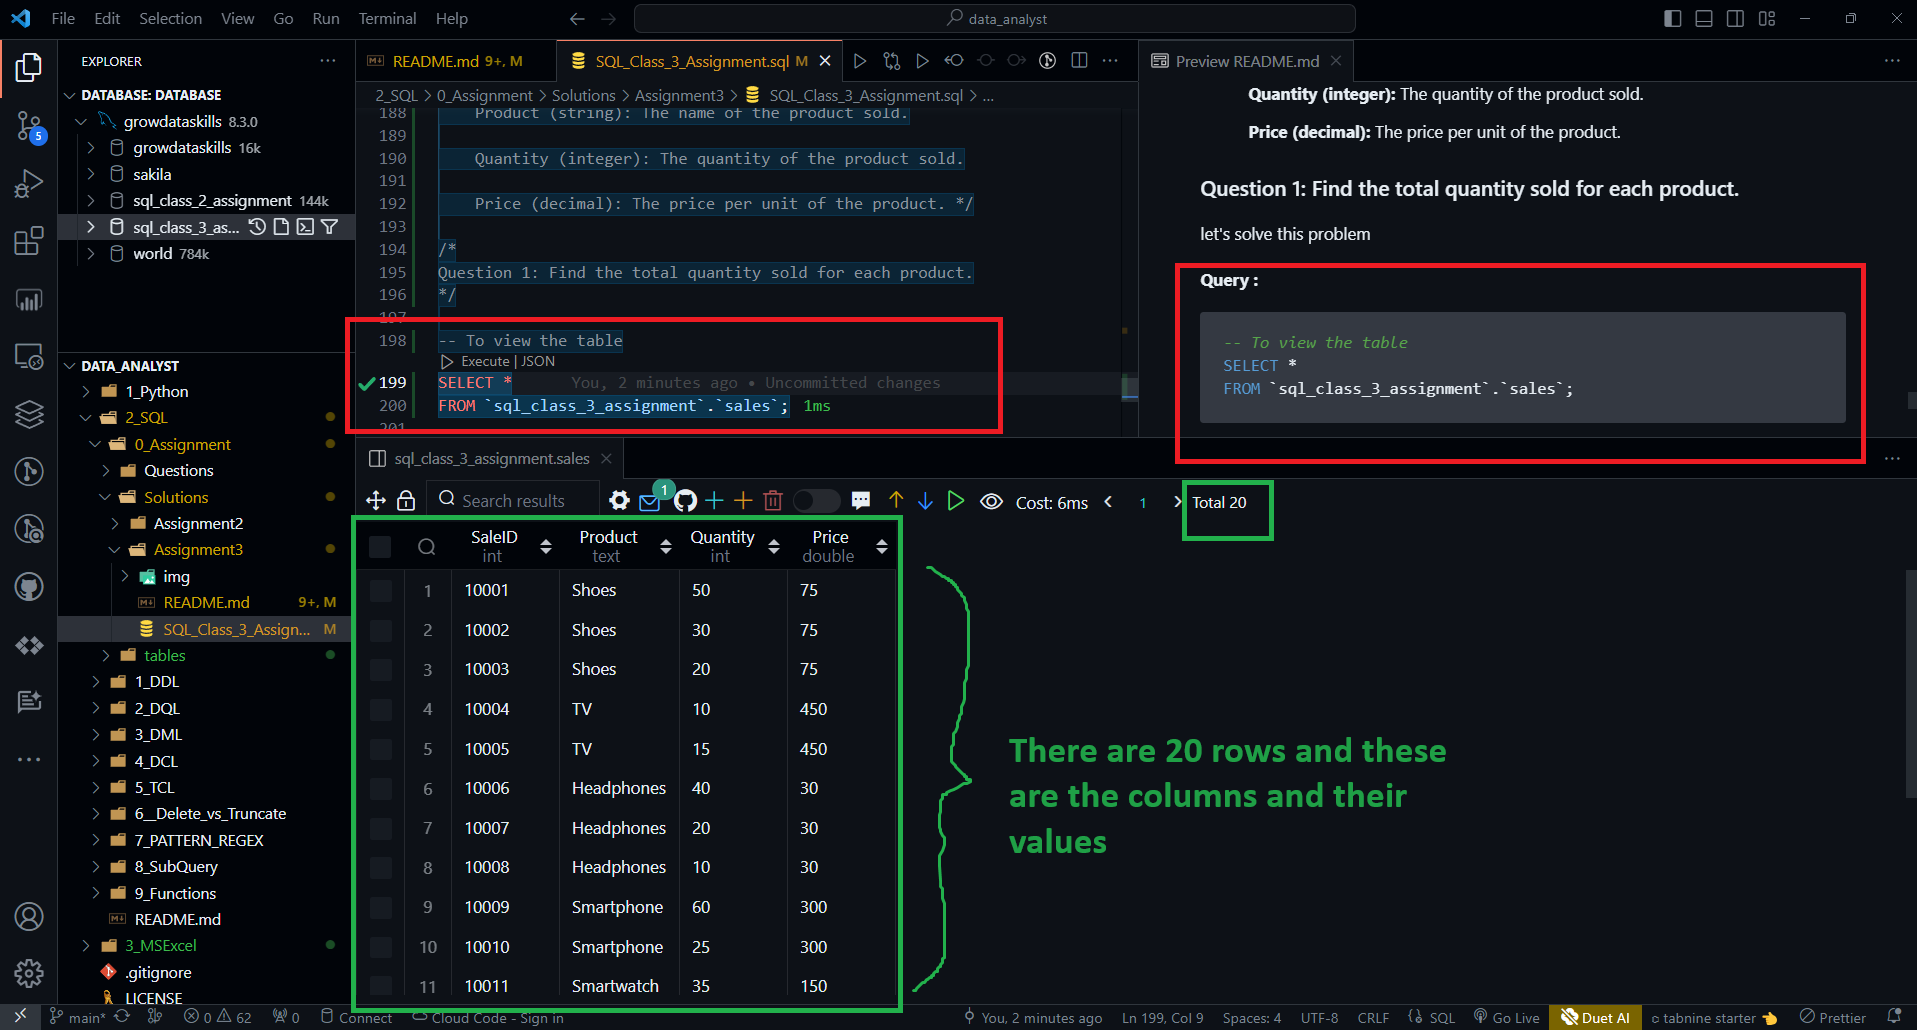 File Edit Selection View Go Run Terminal Help
data_analyst
EXPLORER
DATABASE: DATABASE
growdataskills 8.3.0
growdataskills 16k
sakila
sql_class_2_assignment 144k
sql_class_3_as...
world 784k
5
DATA_ANALYST
1_Python
2_SQL
0_Assignment
Questions
Solutions
Assignment2
Assignment3
img
README.md 9+, M
SQL_Class_3_Assign... M
tables
1_DDL
2_DQL
3_DML
4_DCL
5_TCL
6__Delete_vs_Truncate
7_PATTERN_REGEX
8_SubQuery
9_Functions
README.md
3_MSExcel
.gitignore
LICENSE
README.md 9+, M
SQL_Class_3_Assignment.sql M
2_SQL > 0_Assignment > Solutions > Assignment3 > SQL_Class_3_Assignment.sql > ...
188 Product (string): The name of the product sold.
189
190 Quantity (integer): The quantity of the product sold.
191
192 Price (decimal): The price per unit of the product. */
193
194 /*
195 Question 1: Find the total quantity sold for each product.
196 */
197
198 -- To view the table
Execute | JSON
199 SELECT * You, 2 minutes ago • Uncommitted changes
200 FROM `sql_class_3_assignment`.`sales`; 1ms
201
Preview README.md
Quantity (integer): The quantity of the product sold.
Price (decimal): The price per unit of the product.
Question 1: Find the total quantity sold for each product.
let's solve this problem
Query :
-- To view the table
SELECT *
FROM `sql_class_3_assignment`.`sales`;
sql_class_3_assignment.sales
Search results 1 Cost: 6ms 1 Total 20
SaleID Product Quantity Price
int text int double
1 10001 Shoes 50 75
2 10002 Shoes 30 75
3 10003 Shoes 20 75
4 10004 TV 10 450
5 10005 TV 15 450
6 10006 Headphones 40 30
7 10007 Headphones 20 30
8 10008 Headphones 10 30
9 10009 Smartphone 60 300
10 10010 Smartphone 25 300
11 10011 Smartwatch 35 150
There are 20 rows and these
are the columns and their
values
main* 0 62 0 Connect Cloud Code - Sign in You, 2 minutes ago Ln 199, Col 9 Spaces: 4 UTF-8 CRLF SQL Go Live Duet AI tabnine starter Prettier